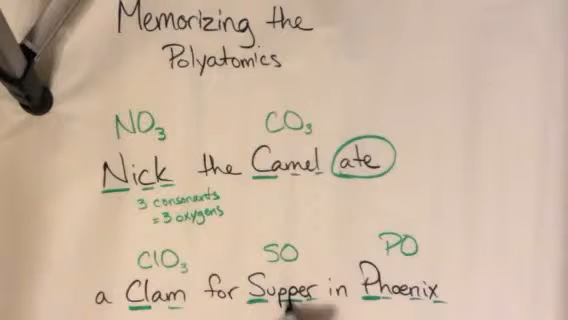 Memorizing the
Polyatomics
NO₃ CO₃
Nick the Camel ate
3 consonants
= 3 oxygens
ClO₃ SO PO
a Clam for Supper in Phoenix